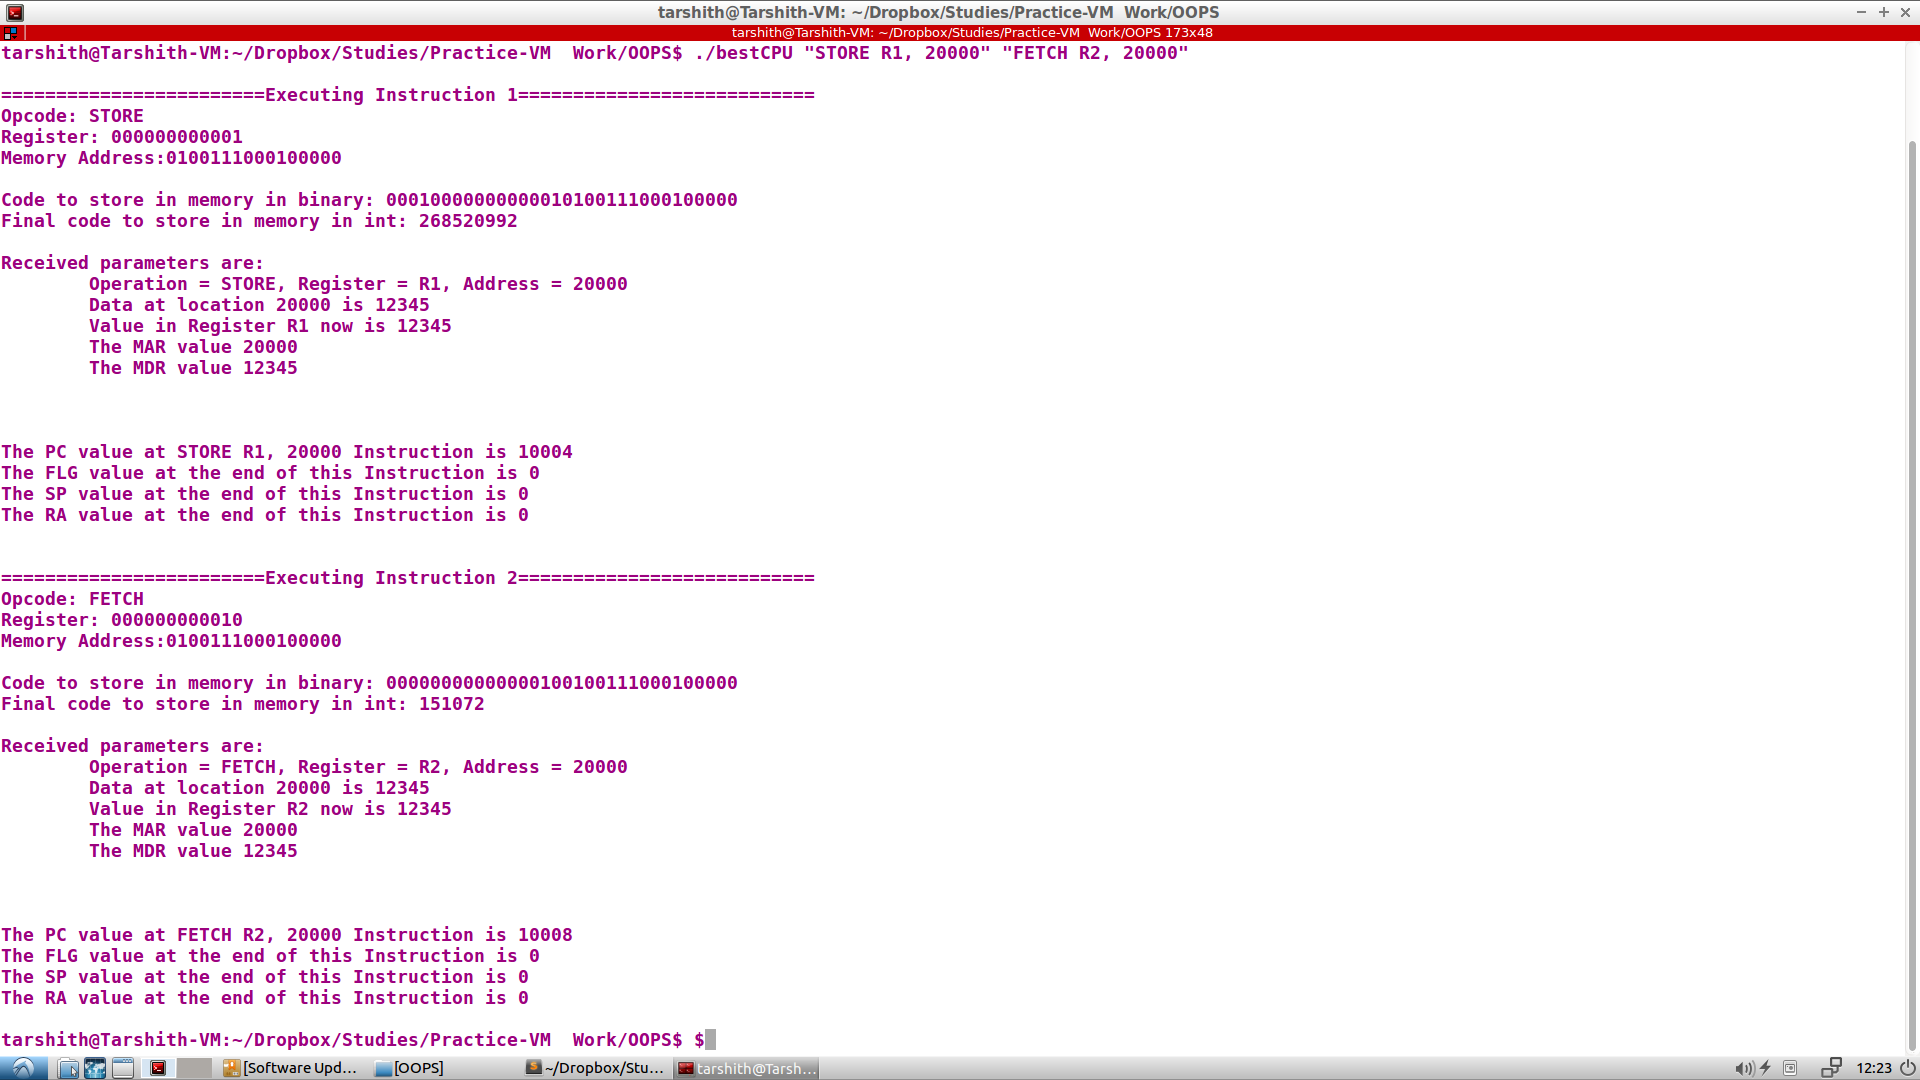 tarshith@Tarshith-VM: ~/Dropbox/Studies/Practice-VM  Work/OOPS
tarshith@Tarshith-VM: ~/Dropbox/Studies/Practice-VM  Work/OOPS 173x48
tarshith@Tarshith-VM:~/Dropbox/Studies/Practice-VM  Work/OOPS$ ./bestCPU "STORE R1, 20000" "FETCH R2, 20000"
========================Executing Instruction 1===========================
Opcode: STORE
Register: 000000000001
Memory Address:0100111000100000
Code to store in memory in binary: 00010000000000010100111000100000
Final code to store in memory in int: 268520992
Received parameters are:
Operation = STORE, Register = R1, Address = 20000
Data at location 20000 is 12345
Value in Register R1 now is 12345
The MAR value 20000
The MDR value 12345
The PC value at STORE R1, 20000 Instruction is 10004
The FLG value at the end of this Instruction is 0
The SP value at the end of this Instruction is 0
The RA value at the end of this Instruction is 0
========================Executing Instruction 2===========================
Opcode: FETCH
Register: 000000000010
Memory Address:0100111000100000
Code to store in memory in binary: 00000000000000100100111000100000
Final code to store in memory in int: 151072
Received parameters are:
Operation = FETCH, Register = R2, Address = 20000
Data at location 20000 is 12345
Value in Register R2 now is 12345
The MAR value 20000
The MDR value 12345
The PC value at FETCH R2, 20000 Instruction is 10008
The FLG value at the end of this Instruction is 0
The SP value at the end of this Instruction is 0
The RA value at the end of this Instruction is 0
tarshith@Tarshith-VM:~/Dropbox/Studies/Practice-VM  Work/OOPS$ $
[Software Upd... [OOPS] ~/Dropbox/Stu... tarshith@Tarsh... 12:23